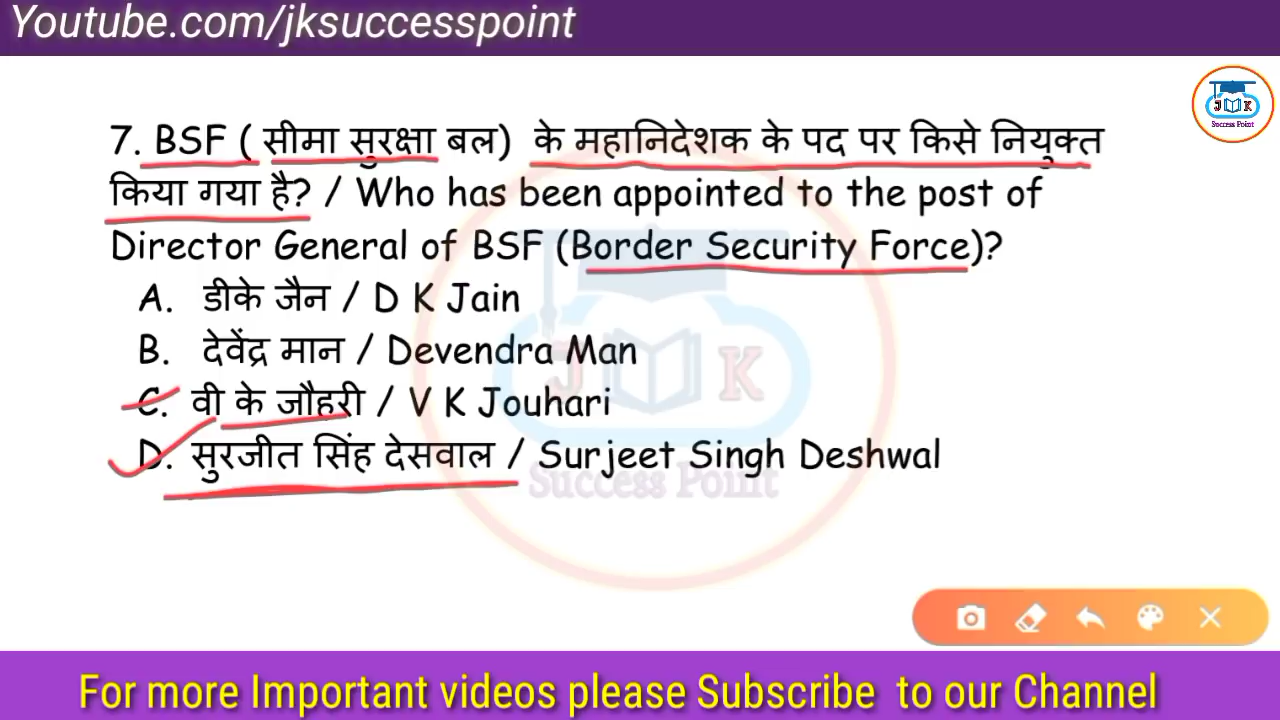 Youtube.com/jksuccesspoint
J K
Success Point
7. BSF ( सीमा सुरक्षा बल) के महानिदेशक के पद पर किसे नियुक्त
किया गया है? / Who has been appointed to the post of
Director General of BSF (Border Security Force)?
A. डीके जैन / D K Jain
B. देवेंद्र मान / Devendra Man
C. वी के जौहरी / V K Jouhari
D. सुरजीत सिंह देसवाल / Surjeet Singh Deshwal
J K
Success Point
For more Important videos please Subscribe to our Channel